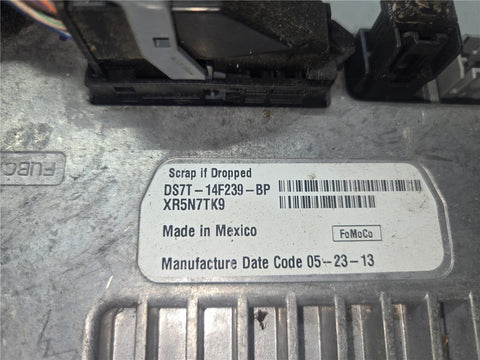 Scrap if Dropped
DS7T-14F239-BP
XR5N7TK9
Made in Mexico
FoMoCo
Manufacture Date Code 05-23-13